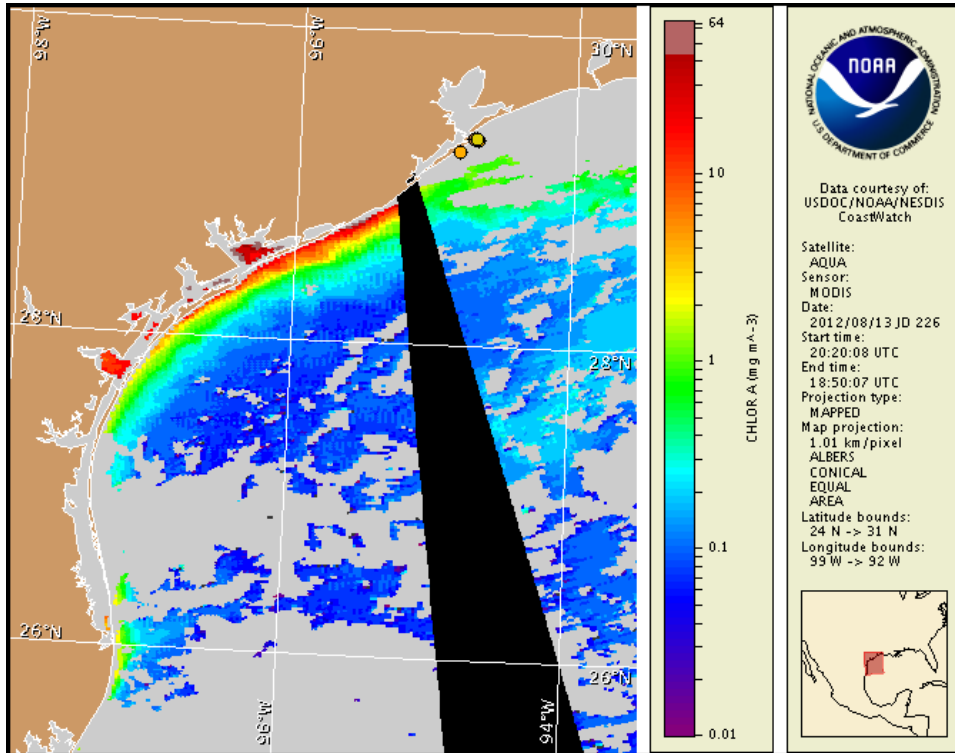 98°W
96°W
30°N
28°N
28°N
26°N
26°N
96°W
94°W
64
10
1
0.1
0.01
CHLOR A (mg m^-3)
NATIONAL OCEANIC AND ATMOSPHERIC ADMINISTRATION
NOAA
U.S. DEPARTMENT OF COMMERCE
Data courtesy of:
USDOC/NOAA/NESDIS
CoastWatch
Satellite:
AQUA
Sensor:
MODIS
Date:
2012/08/13 JD 226
Start time:
20:20:08 UTC
End time:
18:50:07 UTC
Projection type:
MAPPED
Map projection:
1.01 km/pixel
ALBERS
CONICAL
EQUAL
AREA
Latitude bounds:
24 N -> 31 N
Longitude bounds:
99 W -> 92 W